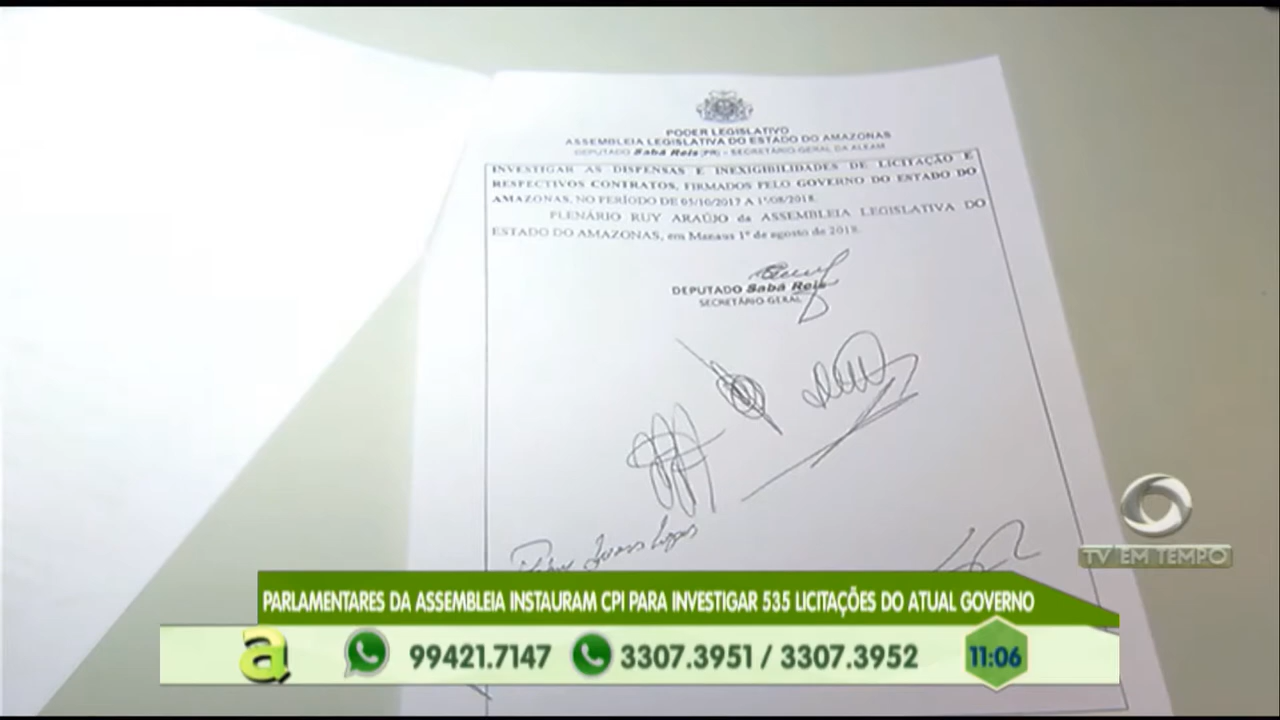 PODER LEGISLATIVO
ASSEMBLEIA LEGISLATIVA DO ESTADO DO AMAZONAS
DEPUTADO Sabá Reis (PR) - SECRETÁRIO GERAL DA ALEAM
INVESTIGAR AS DISPENSAS E INEXIGIBILIDADES DE LICITAÇÃO E
RESPECTIVOS CONTRATOS, FIRMADOS PELO GOVERNO DO ESTADO DO
AMAZONAS, NO PERÍODO DE 05/10/2017 A 1º/08/2018.
PLENÁRIO RUY ARAÚJO da ASSEMBLEIA LEGISLATIVA DO
ESTADO DO AMAZONAS, em Manaus 1º de agosto de 2018.
DEPUTADO Sabá Reis
SECRETÁRIO GERAL
TV EM TEMPO
PARLAMENTARES DA ASSEMBLEIA INSTAURAM CPI PARA INVESTIGAR 535 LICITAÇÕES DO ATUAL GOVERNO
a 99421.7147 3307.3951 / 3307.3952 11:06